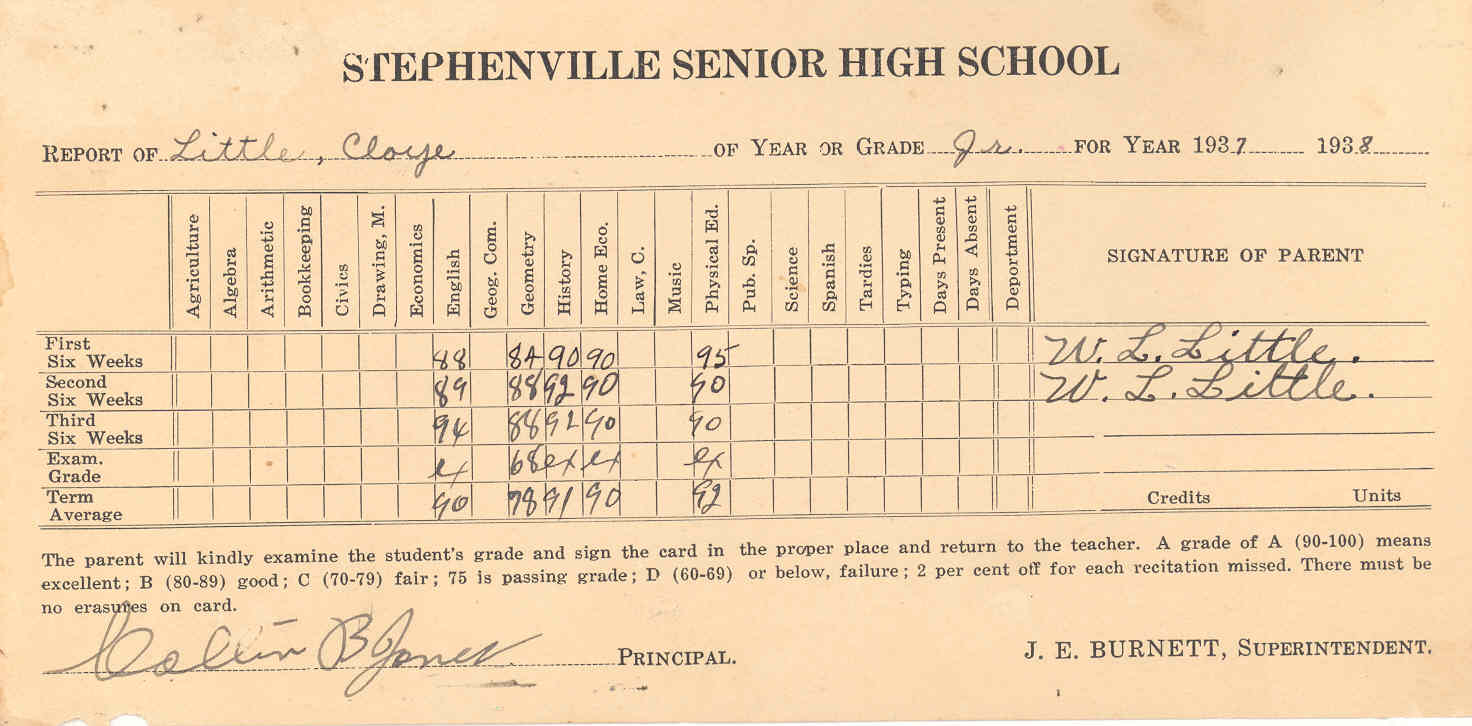 STEPHENVILLE SENIOR HIGH SCHOOL
REPORT OF Little, Cloye OF YEAR OR GRADE Jr. FOR YEAR 1937 1938
Agriculture Algebra Arithmetic Bookkeeping Civics Drawing, M. Economics English Geog. Com. Geometry History Home Eco. Law, C. Music Physical Ed. Pub. Sp. Science Spanish Tardies Typing Days Present Days Absent Deportment SIGNATURE OF PARENT
First
Six Weeks 88 84 90 90 95 W. L. Little.
Second
Six Weeks 89 88 92 90 90 W. L. Little.
Third
Six Weeks 94 88 92 90 90
Exam.
Grade ex 68 ex ex ex
Term
Average 90 78 91 90 92 Credits Units
The parent will kindly examine the student's grade and sign the card in the proper place and return to the teacher. A grade of A (90-100) means
excellent; B (80-89) good; C (70-79) fair; 75 is passing grade; D (60-69) or below, failure; 2 per cent off for each recitation missed. There must be
no erasures on card.
B Jones PRINCIPAL. J. E. BURNETT, SUPERINTENDENT.